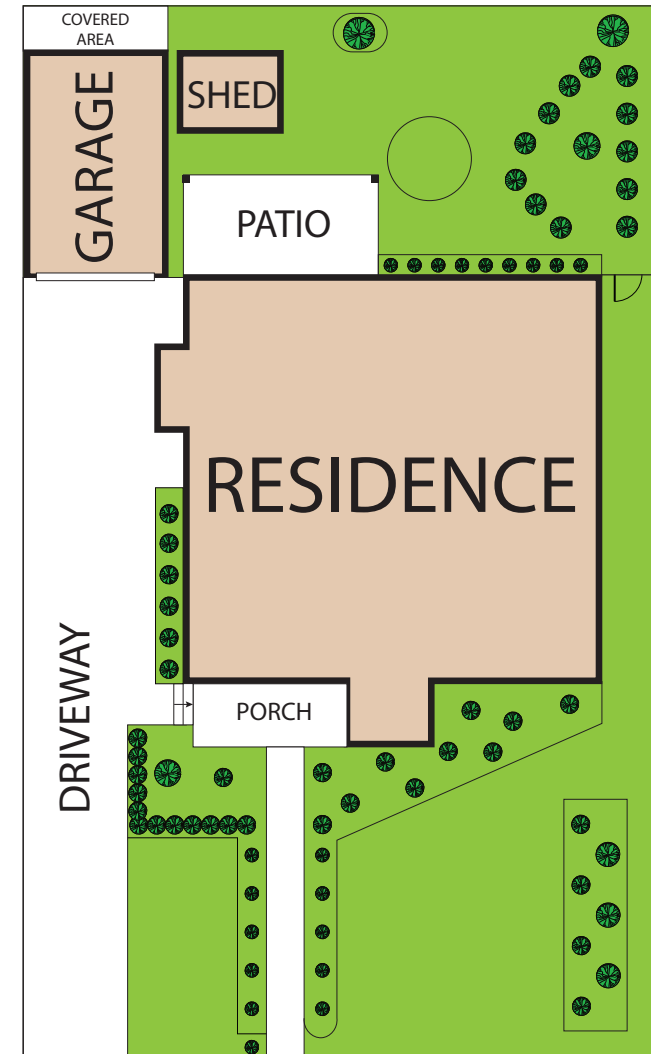 COVERED
AREA
GARAGE
SHED
PATIO
RESIDENCE
DRIVEWAY
PORCH